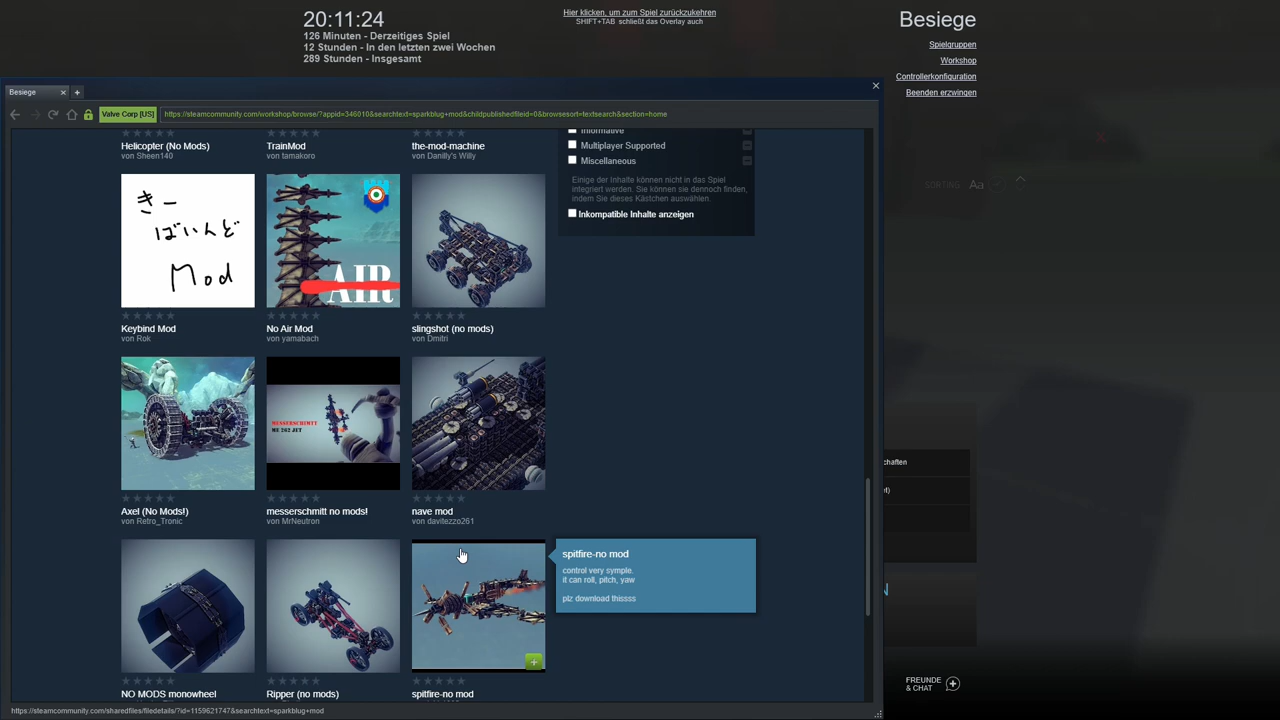 20:11:24
126 Minuten - Derzeitiges Spiel
12 Stunden - In den letzten zwei Wochen
289 Stunden - Insgesamt
Hier klicken, um zum Spiel zurückzukehren
SHIFT+TAB schließt das Overlay auch
Besiege
Spielgruppen
Workshop
Controllerkonfiguration
Beenden erzwingen
Besiege
Valve Corp [US]
https://steamcommunity.com/workshop/browse/?appid=346010&searchtext=sparkblug+mod&childpublishedfileid=0&browsesort=textsearch&section=home
Helicopter (No Mods)
von Sheen140
TrainMod
von tamakoro
the-mod-machine
von Danilly's Willy
Informative
Multiplayer Supported
Miscellaneous
Einige der Inhalte können nicht in das Spiel
integriert werden. Sie können sie dennoch finden,
indem Sie dieses Kästchen auswählen.
Inkompatible Inhalte anzeigen
SORTING Aa
きー
ばいんど
Mod
AIR
Keybind Mod
von Rok
No Air Mod
von yamabach
slingshot (no mods)
von Dmitri
MESSERSCHMITT
ME 262 JET
Axel (No Mods!)
von Retro_Tronic
messerschmitt no mods!
von MrNeutron
nave mod
von davitezzo261
spitfire-no mod
control very symple.
it can roll, pitch, yaw
plz download thissss
NO MODS monowheel
Ripper (no mods)
spitfire-no mod
https://steamcommunity.com/sharedfiles/filedetails/?id=1159621747&searchtext=sparkblug+mod
FREUNDE
& CHAT